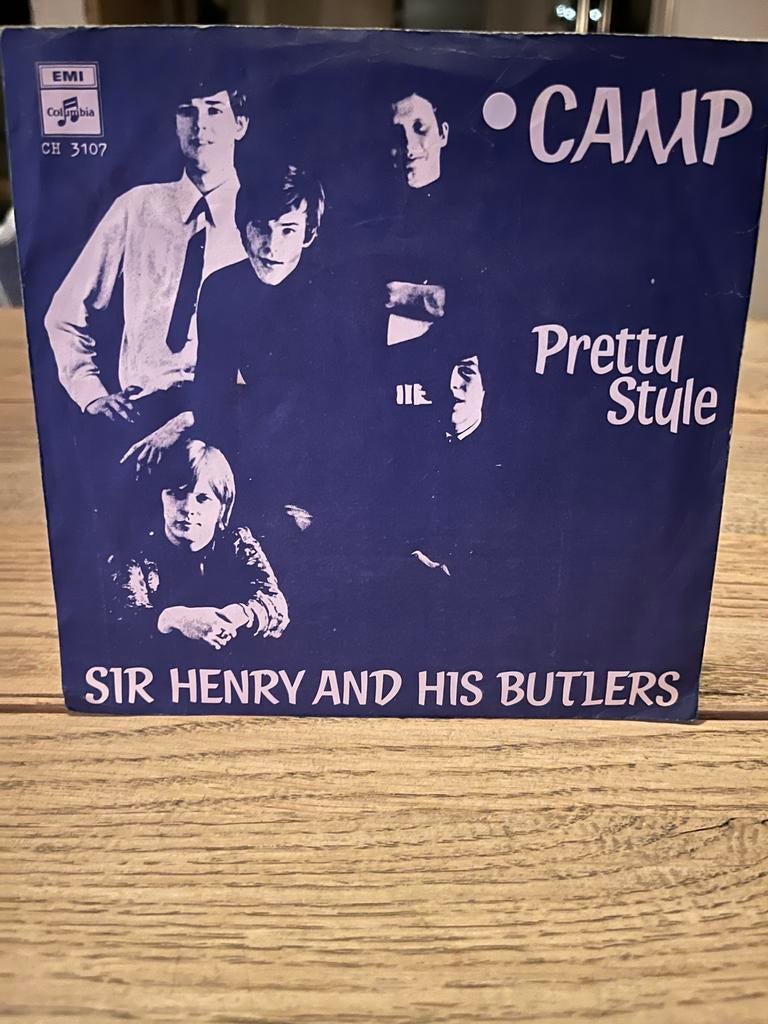 EMI
Columbia
CH 3107
CAMP
Pretty
Style
SIR HENRY AND HIS BUTLERS